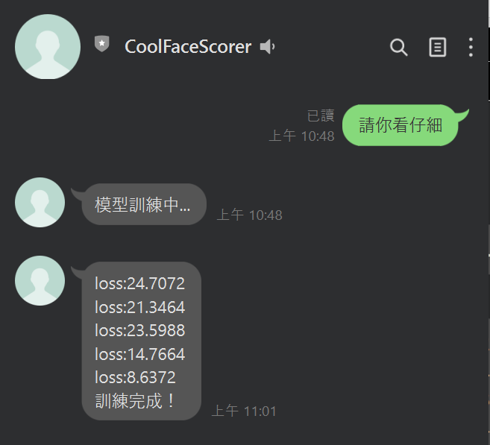 CoolFaceScorer
已讀
上午 10:48
請你看仔細
模型訓練中...
上午 10:48
loss:24.7072
loss:21.3464
loss:23.5988
loss:14.7664
loss:8.6372
訓練完成！
上午 11:01